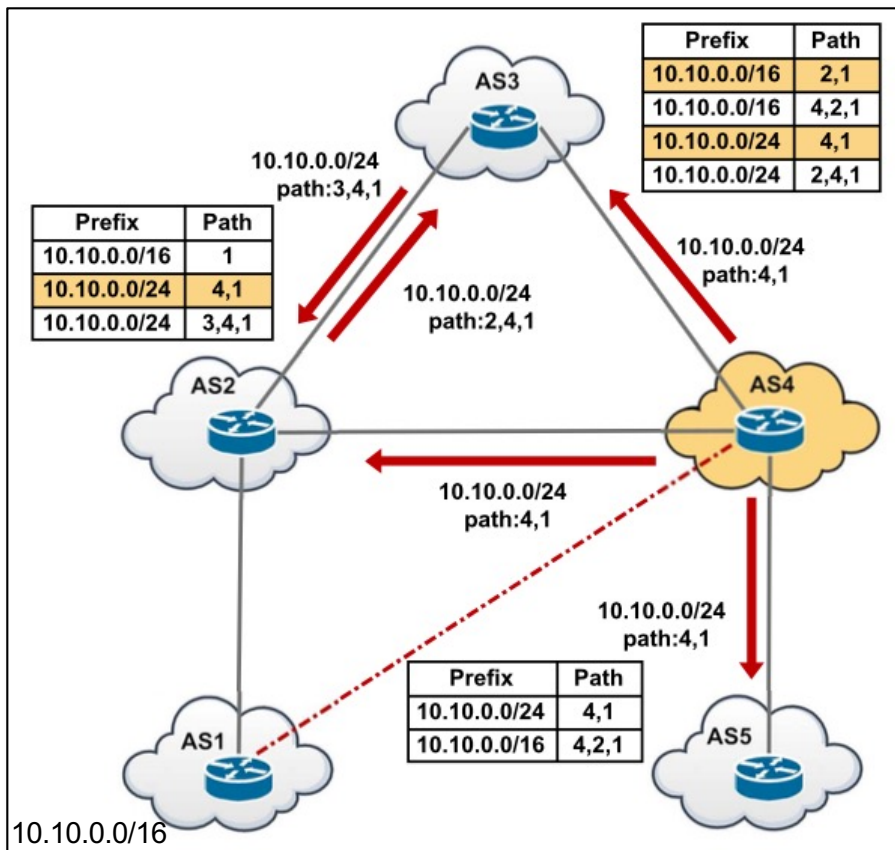 AS3
Prefix Path
10.10.0.0/16 2,1
10.10.0.0/16 4,2,1
10.10.0.0/24 4,1
10.10.0.0/24 2,4,1
10.10.0.0/24
path:3,4,1
Prefix Path
10.10.0.0/16 1
10.10.0.0/24 4,1
10.10.0.0/24 3,4,1
10.10.0.0/24
path:2,4,1
10.10.0.0/24
path:4,1
AS2
AS4
10.10.0.0/24
path:4,1
10.10.0.0/24
path:4,1
Prefix Path
10.10.0.0/24 4,1
10.10.0.0/16 4,2,1
AS1
AS5
10.10.0.0/16